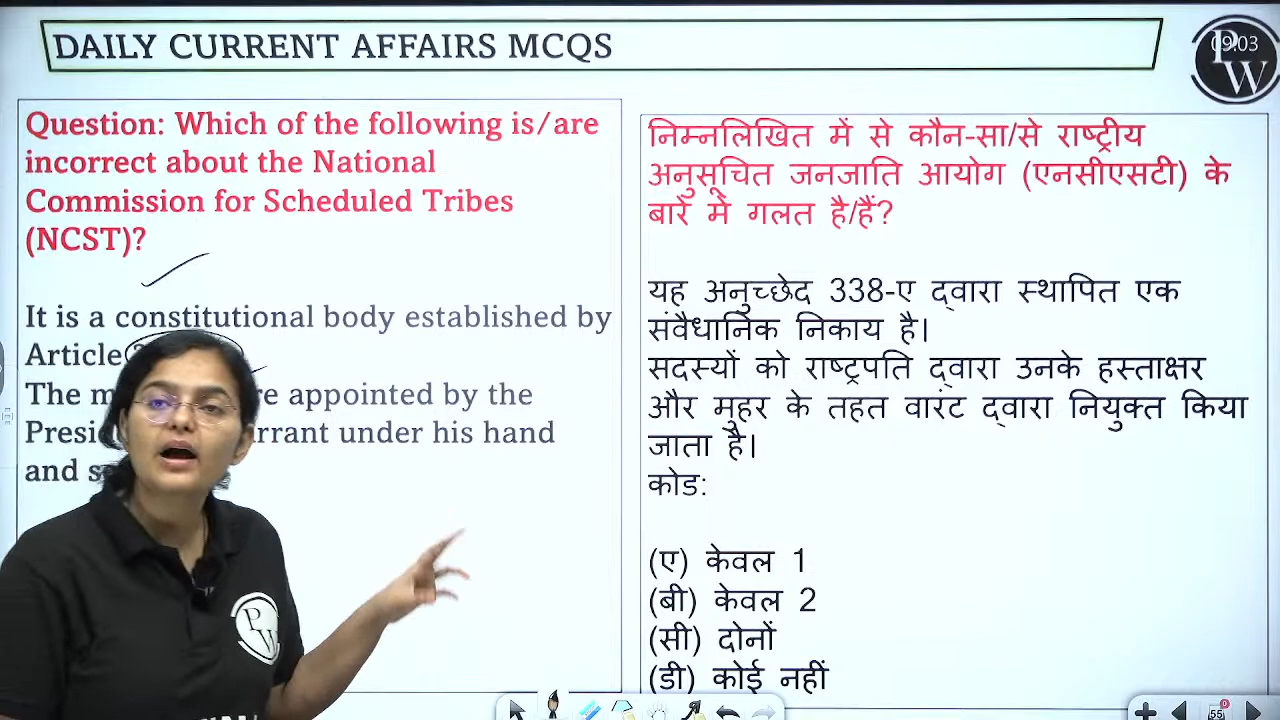 DAILY CURRENT AFFAIRS MCQS
09:03
PW
Question: Which of the following is/are
incorrect about the National
Commission for Scheduled Tribes
(NCST)?
It is a constitutional body established by
Article
The appointed by the
under his hand
and
निम्नलिखित में से कौन-सा/से राष्ट्रीय
अनुसूचित जनजाति आयोग (एनसीएसटी) के
बारे में गलत है/हैं?
यह अनुच्छेद 338-ए द्वारा स्थापित एक
संवैधानिक निकाय है।
सदस्यों को राष्ट्रपति द्वारा उनके हस्ताक्षर
और मुहर के तहत वारंट द्वारा नियुक्त किया
जाता है।
कोड:
(ए) केवल 1
(बी) केवल 2
(सी) दोनों
(डी) कोई नहीं
PW
55